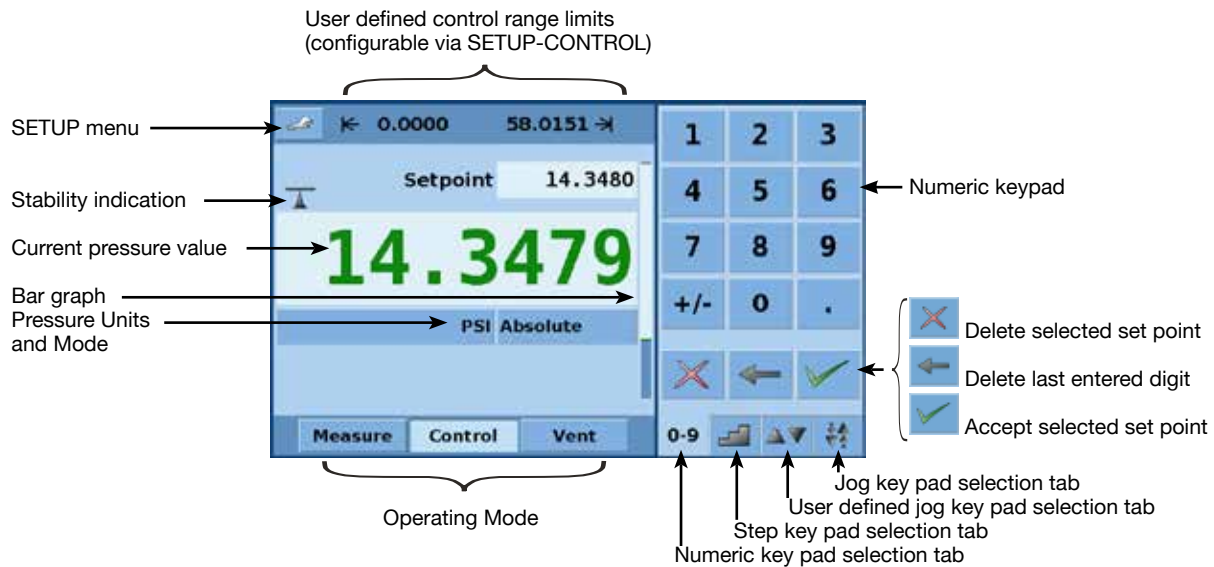 User defined control range limits
(configurable via SETUP-CONTROL)
SETUP menu
0.0000 58.0151
Setpoint 14.3480
Stability indication
Current pressure value
14.3479
Bar graph
Pressure Units
and Mode
PSI Absolute
Measure Control Vent
Operating Mode
1 2 3
4 5 6
7 8 9
+/- 0 .
0-9
Numeric keypad
Delete selected set point
Delete last entered digit
Accept selected set point
Jog key pad selection tab
User defined jog key pad selection tab
Step key pad selection tab
Numeric key pad selection tab